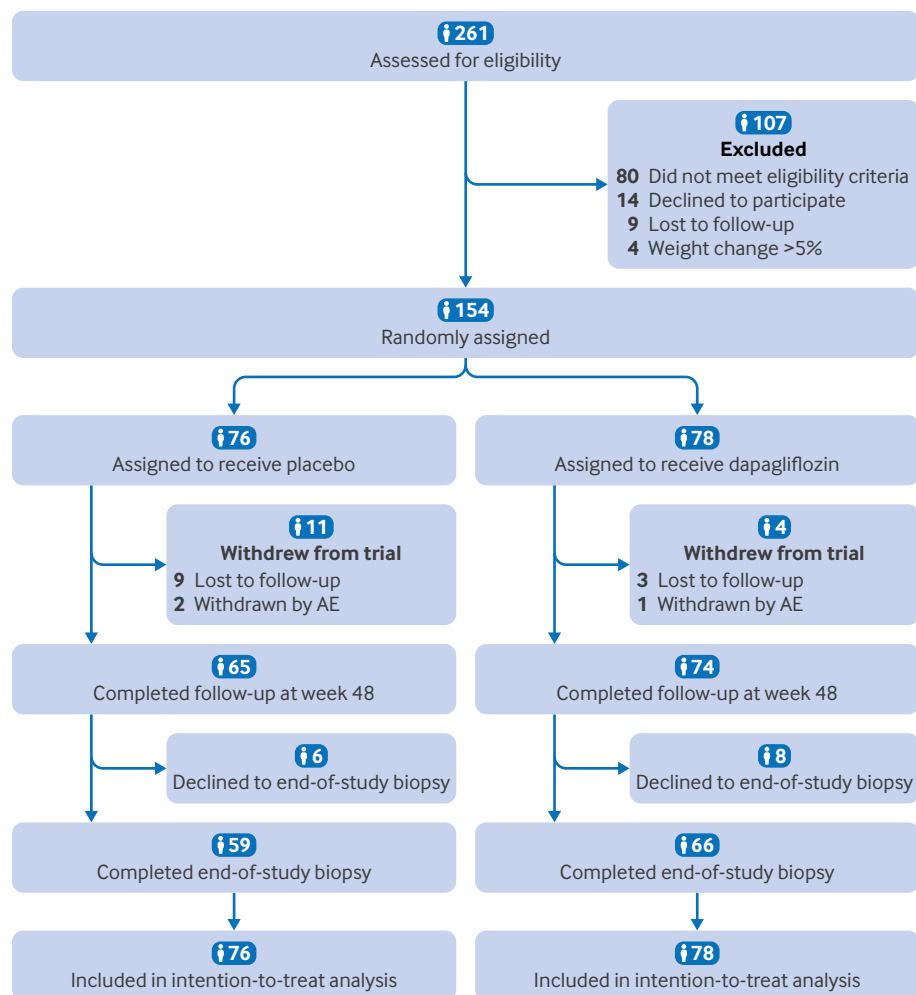 261
Assessed for eligibility
107
Excluded
80 Did not meet eligibility criteria
14 Declined to participate
9 Lost to follow-up
4 Weight change >5%
154
Randomly assigned
76
Assigned to receive placebo
78
Assigned to receive dapagliflozin
11
Withdrew from trial
9 Lost to follow-up
2 Withdrawn by AE
4
Withdrew from trial
3 Lost to follow-up
1 Withdrawn by AE
65
Completed follow-up at week 48
74
Completed follow-up at week 48
6
Declined to end-of-study biopsy
8
Declined to end-of-study biopsy
59
Completed end-of-study biopsy
66
Completed end-of-study biopsy
76
Included in intention-to-treat analysis
78
Included in intention-to-treat analysis